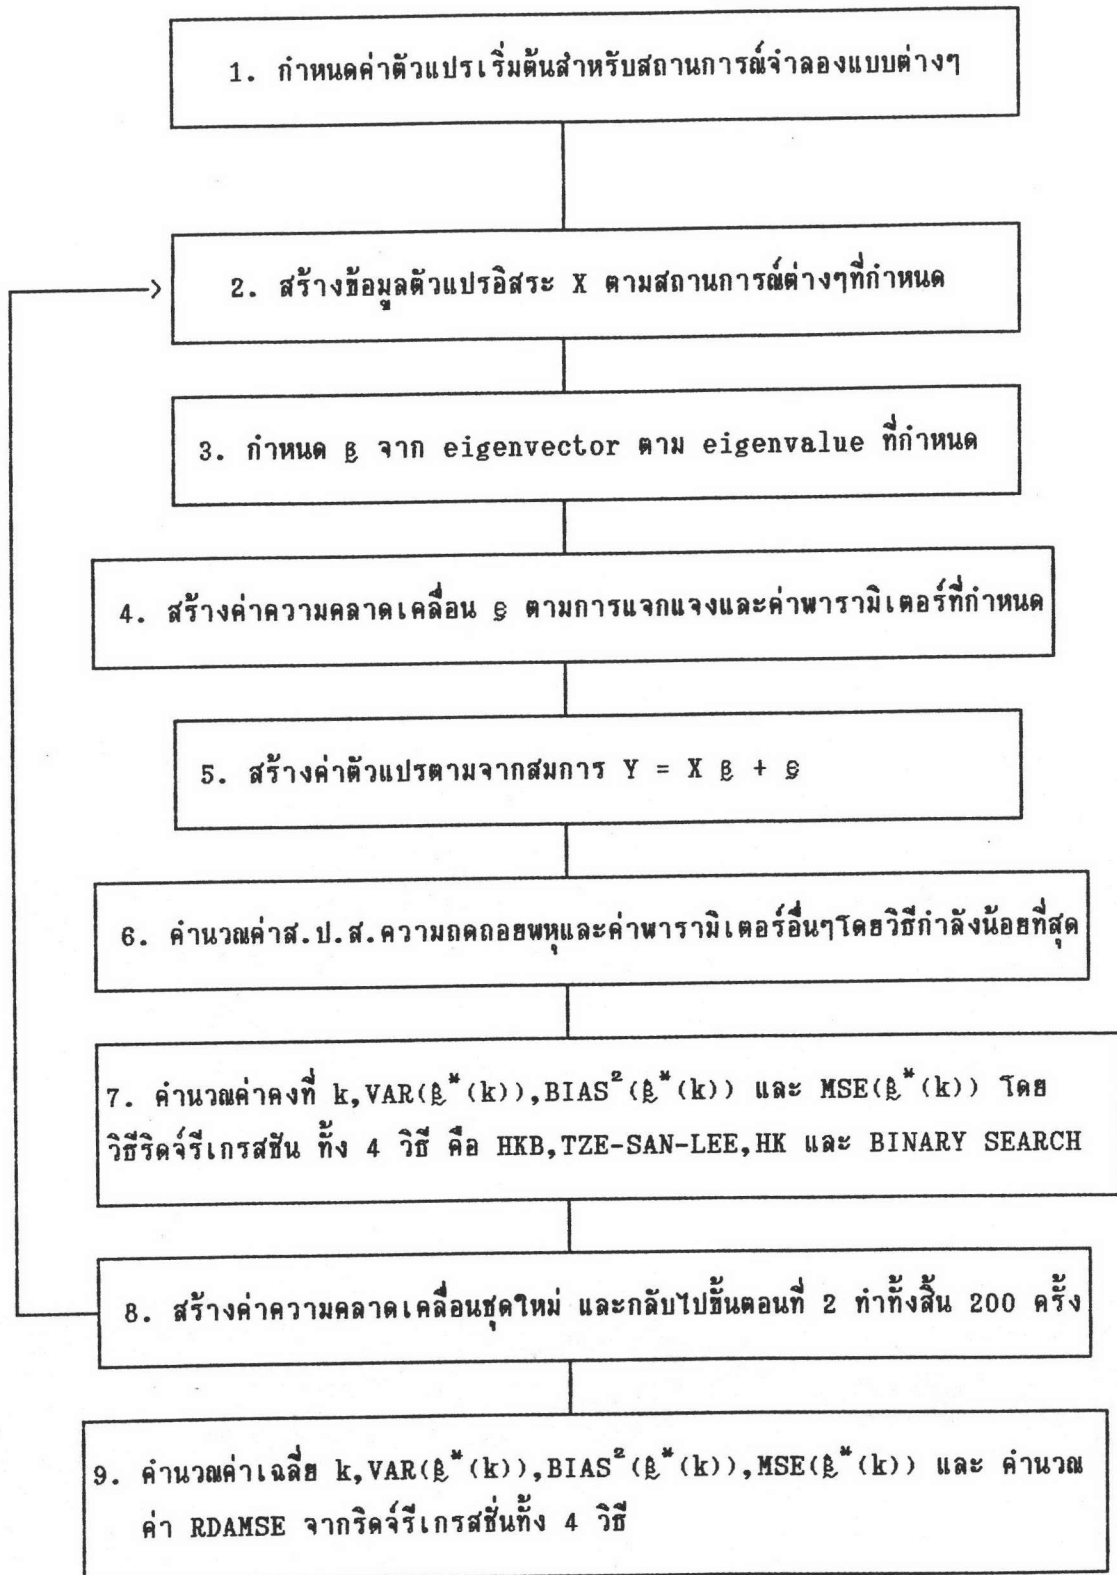 1. กำหนดค่าตัวแปรเริ่มต้นสำหรับสถานการณ์จำลองแบบต่างๆ
2. สร้างข้อมูลตัวแปรอิสระ X ตามสถานการณ์ต่างๆที่กำหนด
3. กำหนด β̰ จาก eigenvector ตาม eigenvalue ที่กำหนด
4. สร้างค่าความคลาดเคลื่อน ε̰ ตามการแจกแจงและค่าพารามิเตอร์ที่กำหนด
5. สร้างค่าตัวแปรตามจากสมการ Y = X β̰ + ε̰
6. คำนวณค่าส.ป.ส.ความถดถอยพหุและค่าพารามิเตอร์อื่นๆโดยวิธีกำลังน้อยที่สุด
7. คำนวณค่าคงที่ k,VAR(β̰*(k)),BIAS²(β̰*(k)) และ MSE(β̰*(k)) โดย
วิธีริดจ์รีเกรสชัน ทั้ง 4 วิธี คือ HKB,TZE-SAN-LEE,HK และ BINARY SEARCH
8. สร้างค่าความคลาดเคลื่อนชุดใหม่ และกลับไปขั้นตอนที่ 2 ทำทั้งสิ้น 200 ครั้ง
9. คำนวณค่าเฉลี่ย k,VAR(β̰*(k)),BIAS²(β̰*(k)),MSE(β̰*(k)) และ คำนวณ
ค่า RDAMSE จากริดจ์รีเกรสชั่นทั้ง 4 วิธี